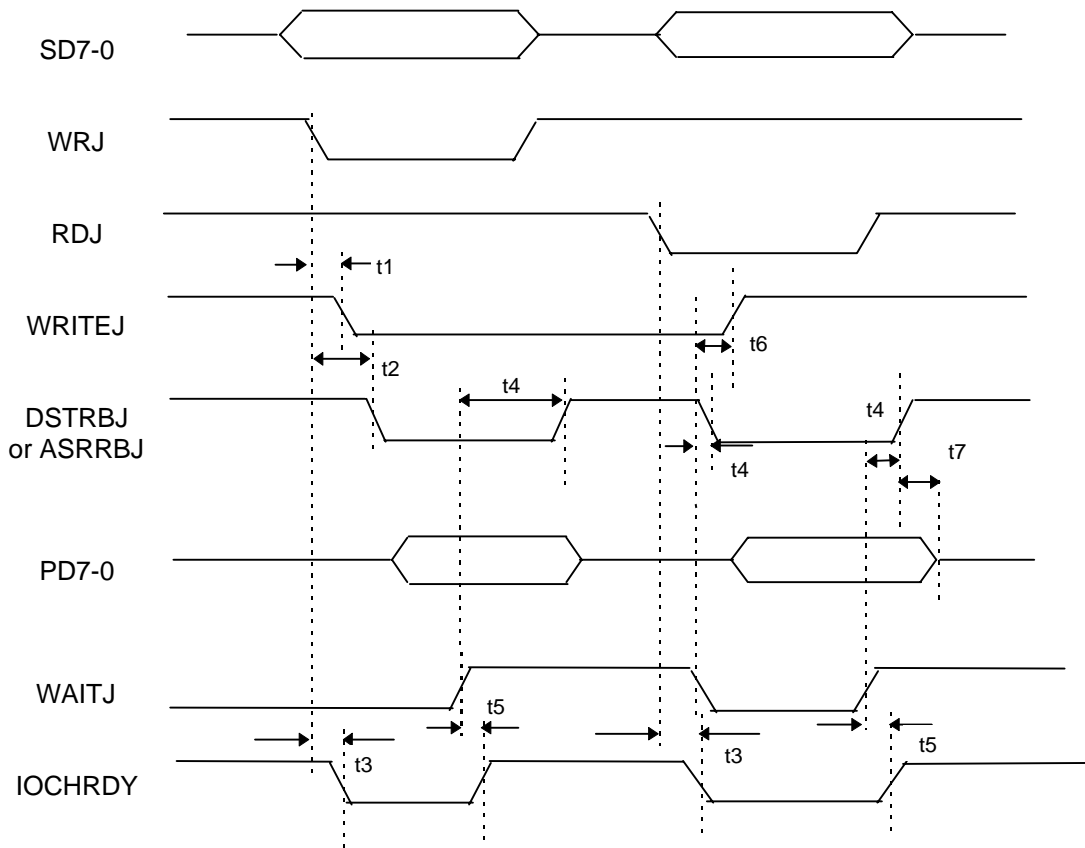 SD7-0
WRJ
RDJ
t1
WRITEJ
t6
t2
t4
t4
DSTRBJ
or ASRRBJ
t7
t4
PD7-0
WAITJ
t5
t5
t3
t3
IOCHRDY